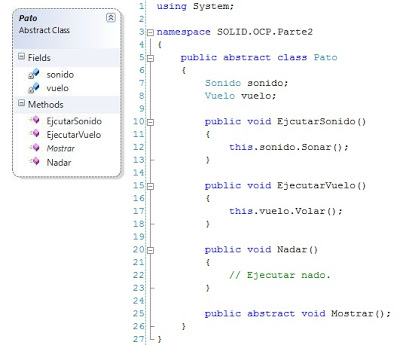 Pato
Abstract Class
Fields
sonido
vuelo
Methods
EjcutarSonido
EjecutarVuelo
Mostrar
Nadar
1 using System;
2
3 namespace SOLID.OCP.Parte2
4 {
5 public abstract class Pato
6 {
7 Sonido sonido;
8 Vuelo vuelo;
9
10 public void EjcutarSonido()
11 {
12 this.sonido.Sonar();
13 }
14
15 public void EjecutarVuelo()
16 {
17 this.vuelo.Volar();
18 }
19
20 public void Nadar()
21 {
22 // Ejecutar nado.
23 }
24
25 public abstract void Mostrar();
26 }
27 }